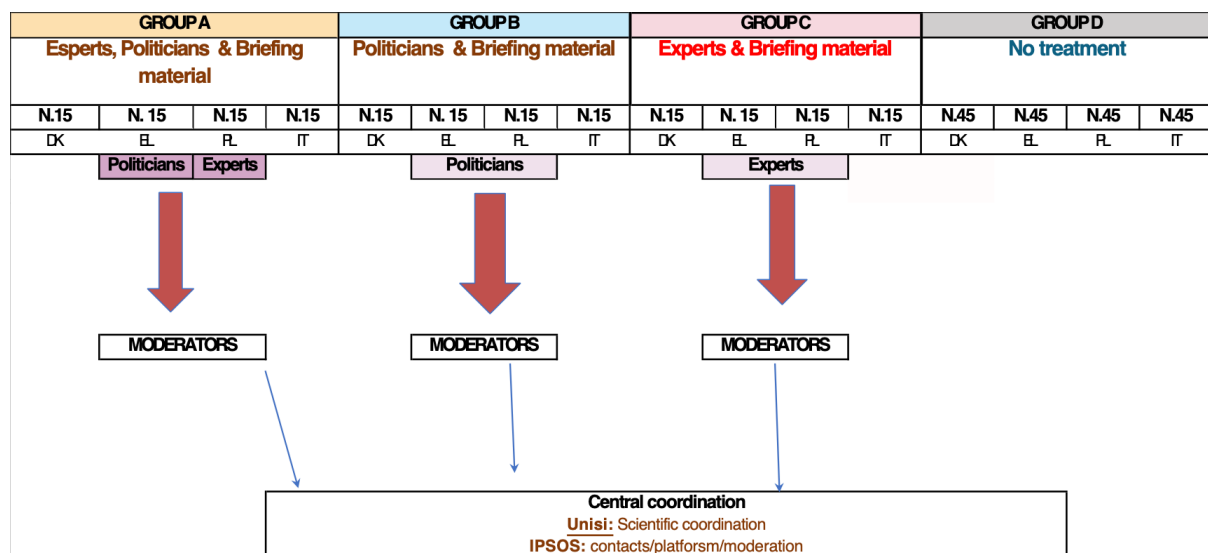 GROUP A GROUP B GROUP C GROUP D
Esperts, Politicians & Briefing material Politicians & Briefing material Experts & Briefing material No treatment
N.15 N. 15 N.15 N.15 N.15 N. 15 N.15 N.15 N.15 N. 15 N.15 N.15 N.45 N.45 N.45 N.45
DK EL PL IT DK EL PL IT DK EL PL IT DK EL PL IT
Politicians Experts Politicians Experts
MODERATORS MODERATORS MODERATORS
Central coordination
Unisi: Scientific coordination
IPSOS: contacts/platforsm/moderation